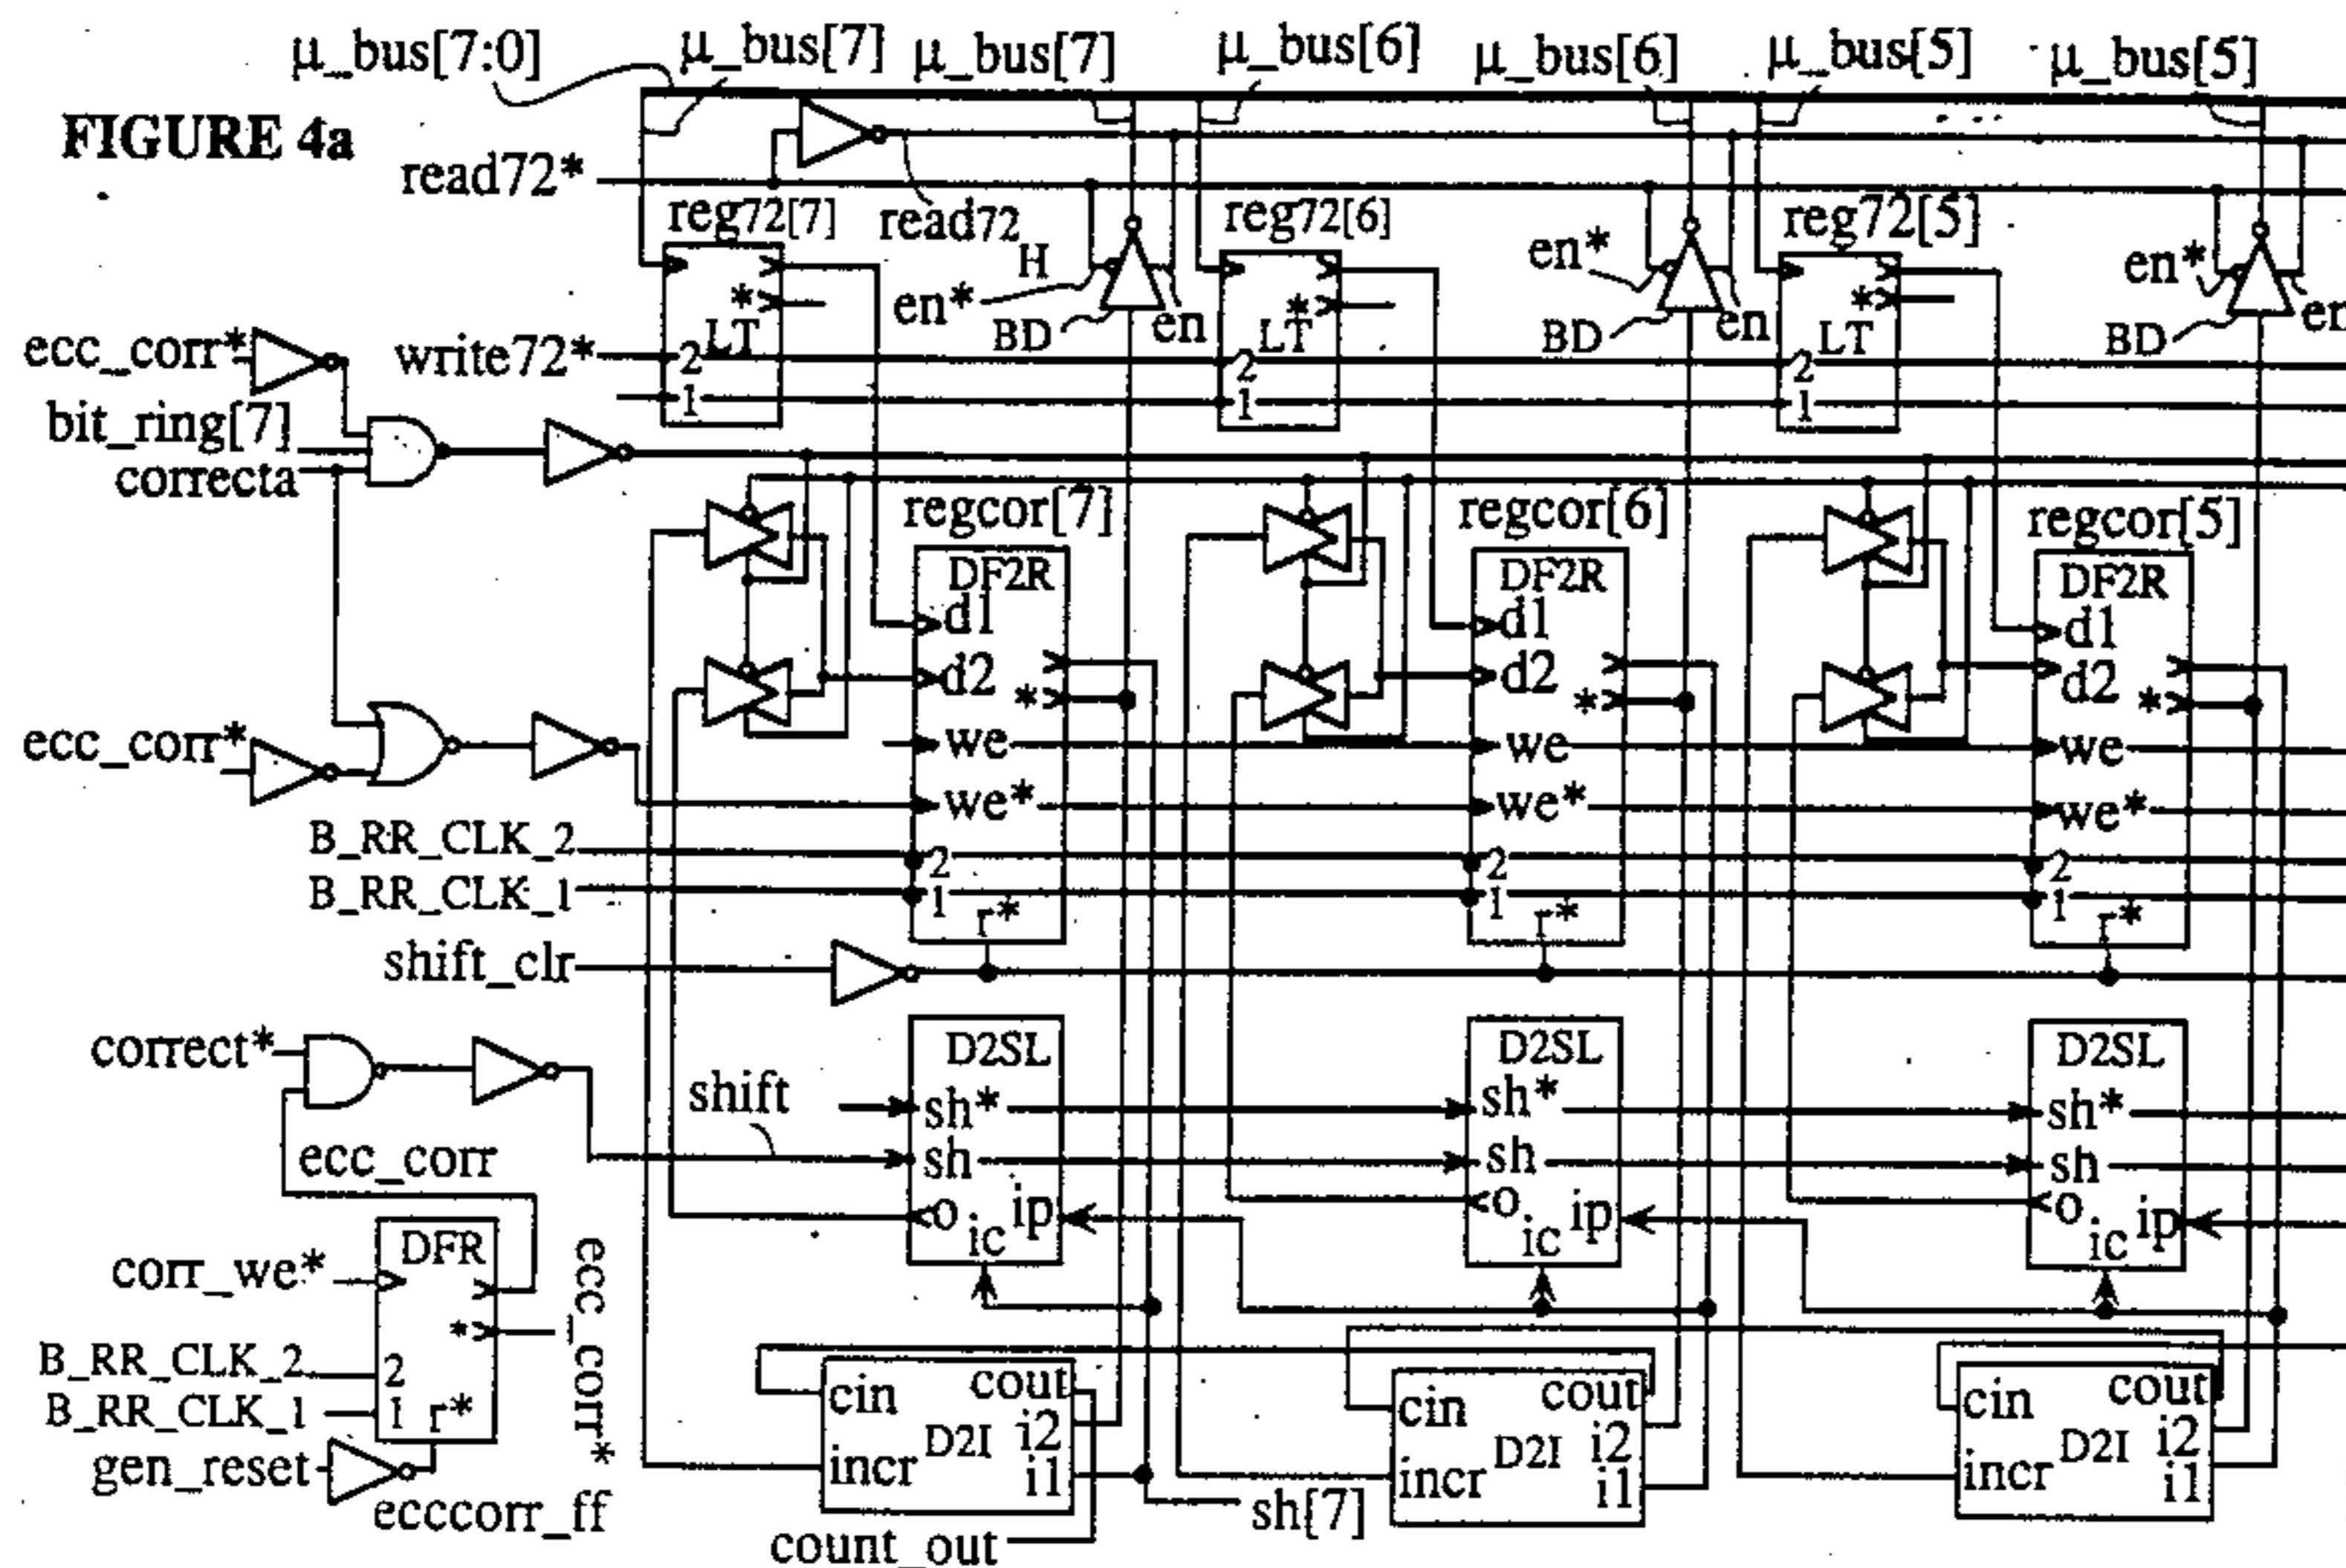 μ_bus[7:0] μ_bus[7] μ_bus[7] μ_bus[6] μ_bus[6] μ_bus[5] μ_bus[5]
FIGURE 4a
read72*
read72
reg72[7] reg72[6] reg72[5]
H
en* en* en*
BD en BD en BD en
* * *
LT LT LT
ecc_corr*
write72*
2 2 2
1 1 1
bit_ring[7]
correcta
regcor[7] regcor[6] regcor[5]
DF2R DF2R DF2R
d1 d1 d1
d2 d2 d2
* * *
ecc_corr*
we we we
we* we* we*
B_RR_CLK_2
2 2 2
B_RR_CLK_1
1 1 1
r* r* r*
shift_clr
correct*
D2SL D2SL D2SL
shift
sh* sh* sh*
sh sh sh
ecc_corr
o ip o ip o ip
ic ic ic
DFR
corr_we*
*
ecc_corr*
B_RR_CLK_2
2
B_RR_CLK_1
1 r*
gen_reset
ecccorr_ff
cin cout cin cout cin cout
D2I i2 D2I i2 D2I i2
incr i1 incr i1 incr i1
sh[7]
count_out